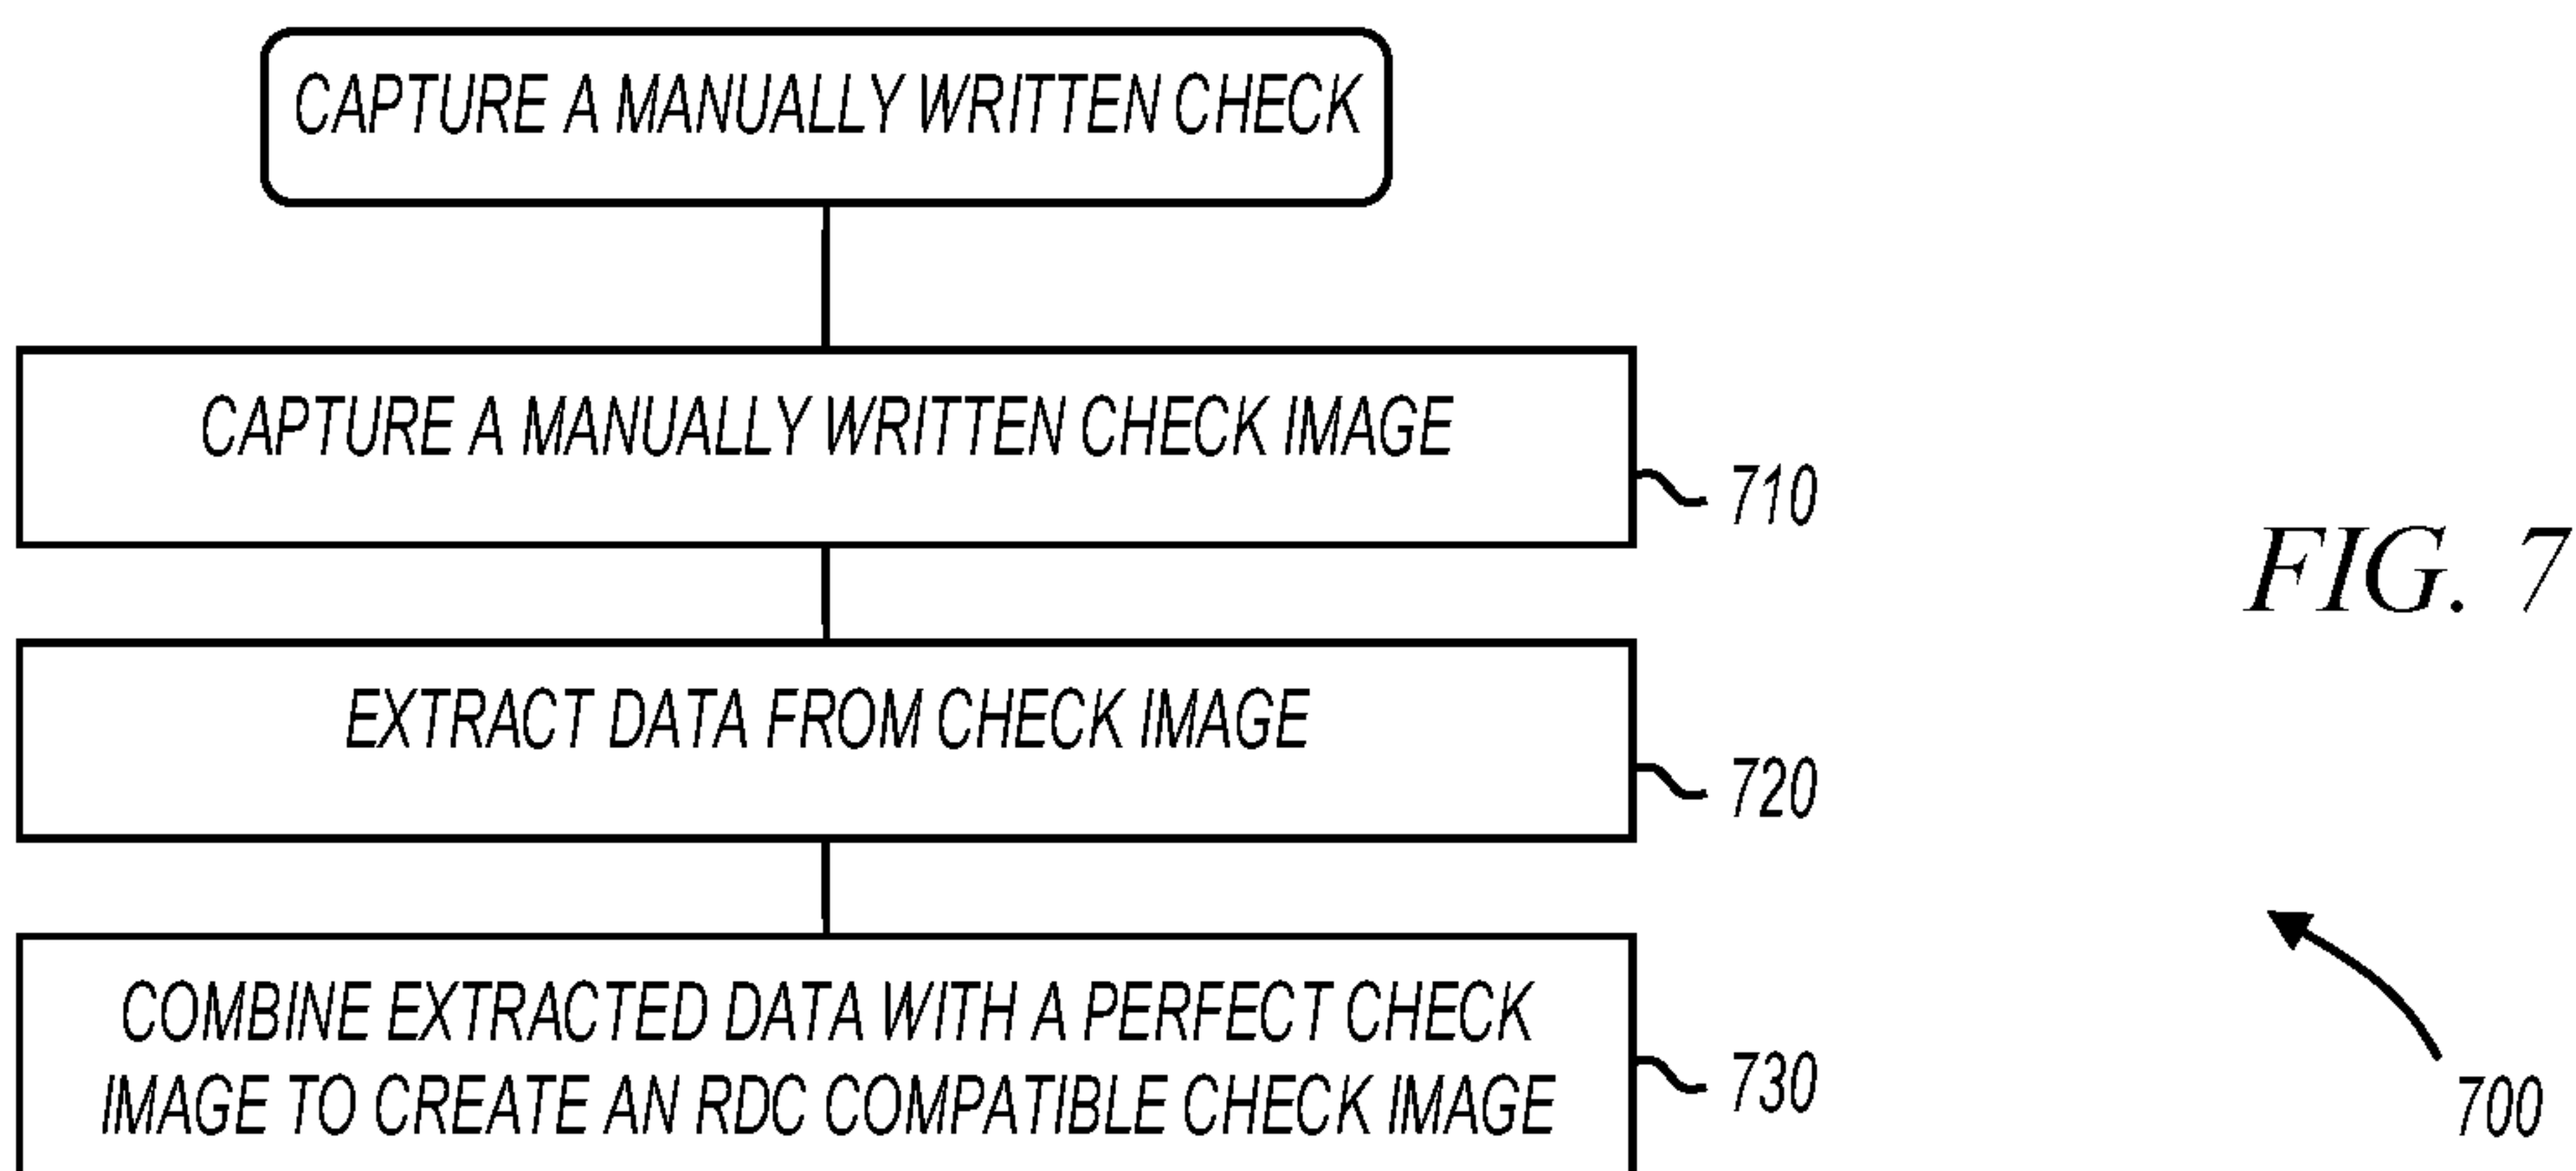 CAPTURE A MANUALLY WRITTEN CHECK
CAPTURE A MANUALLY WRITTEN CHECK IMAGE
710
EXTRACT DATA FROM CHECK IMAGE
720
COMBINE EXTRACTED DATA WITH A PERFECT CHECK
IMAGE TO CREATE AN RDC COMPATIBLE CHECK IMAGE
730
FIG. 7
700